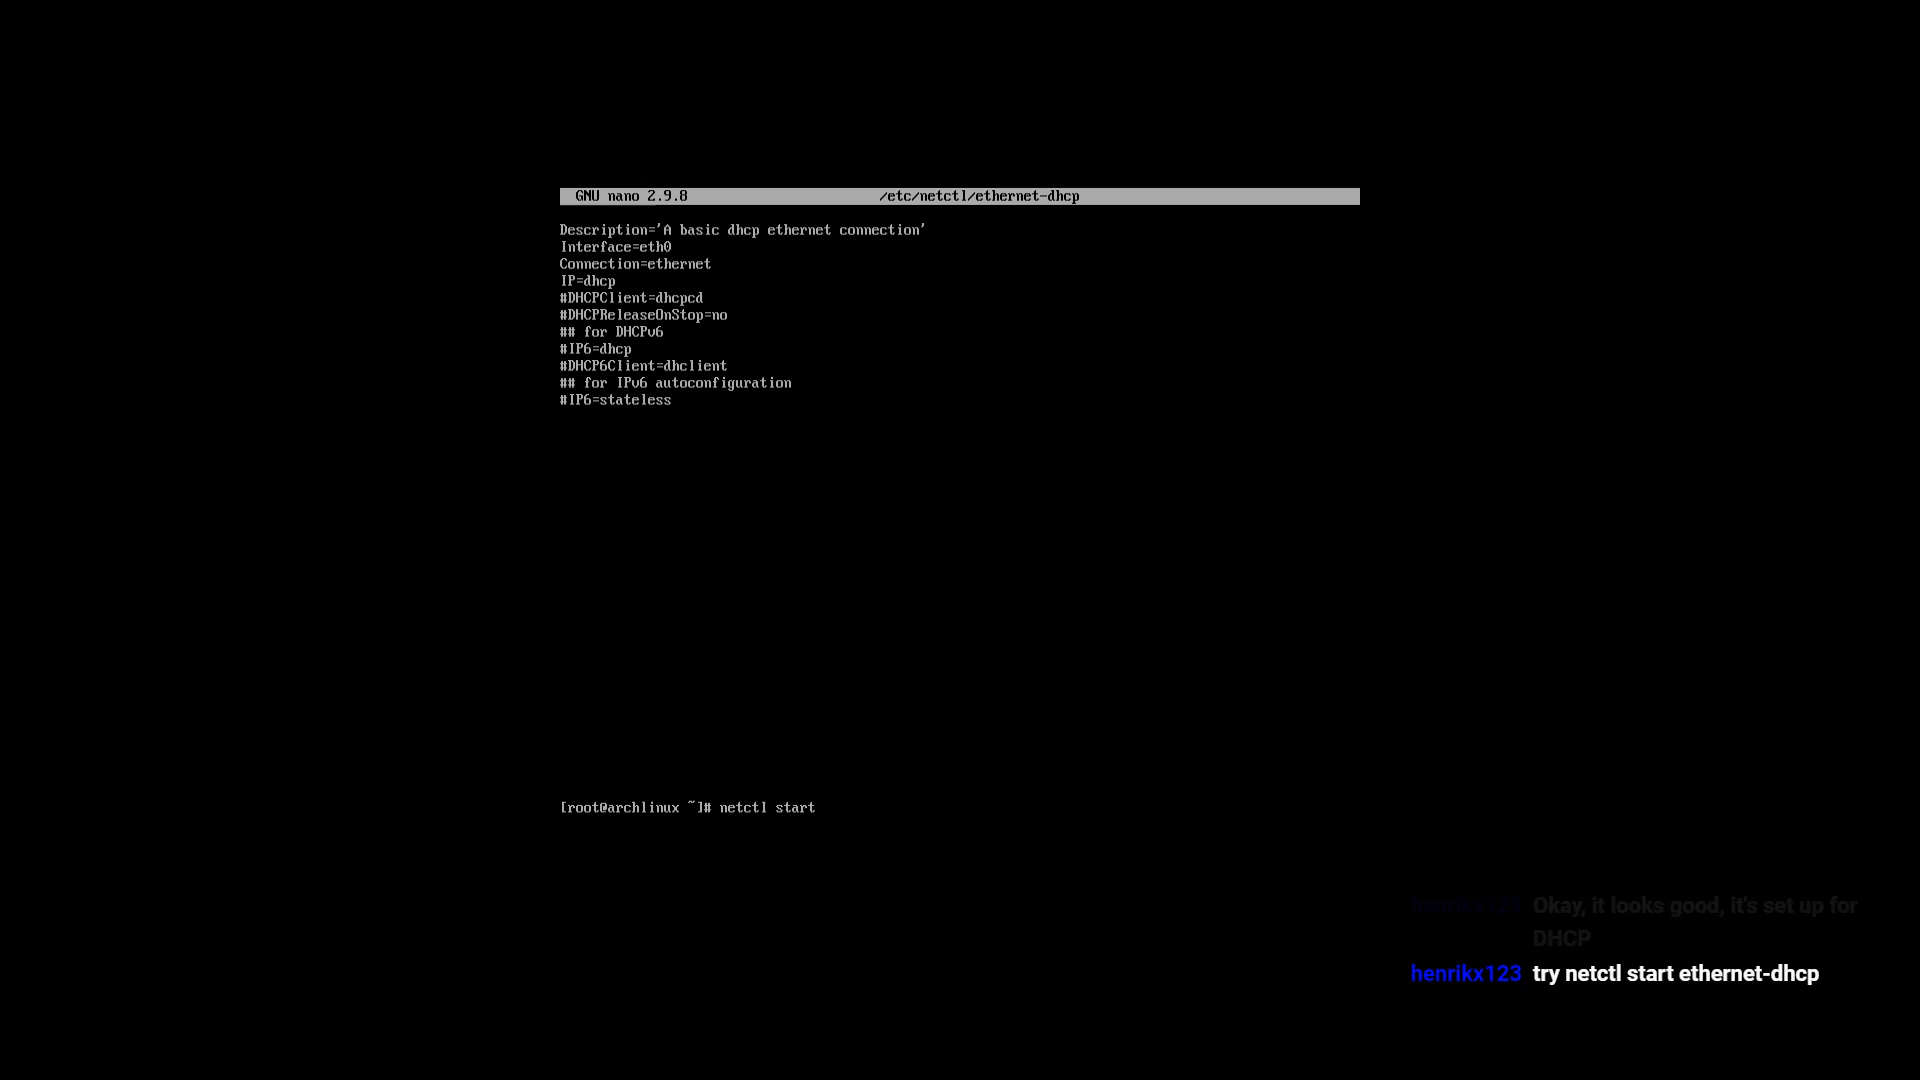 GNU nano 2.9.8 /etc/netctl/ethernet-dhcp
Description='A basic dhcp ethernet connection'
Interface=eth0
Connection=ethernet
IP=dhcp
#DHCPClient=dhcpcd
#DHCPReleaseOnStop=no
## for DHCPv6
#IP6=dhcp
#DHCP6Client=dhclient
## for IPv6 autoconfiguration
#IP6=stateless
[root@archlinux ~]# netctl start
henrikx123 Okay, it looks good, it's set up for
DHCP
henrikx123 try netctl start ethernet-dhcp